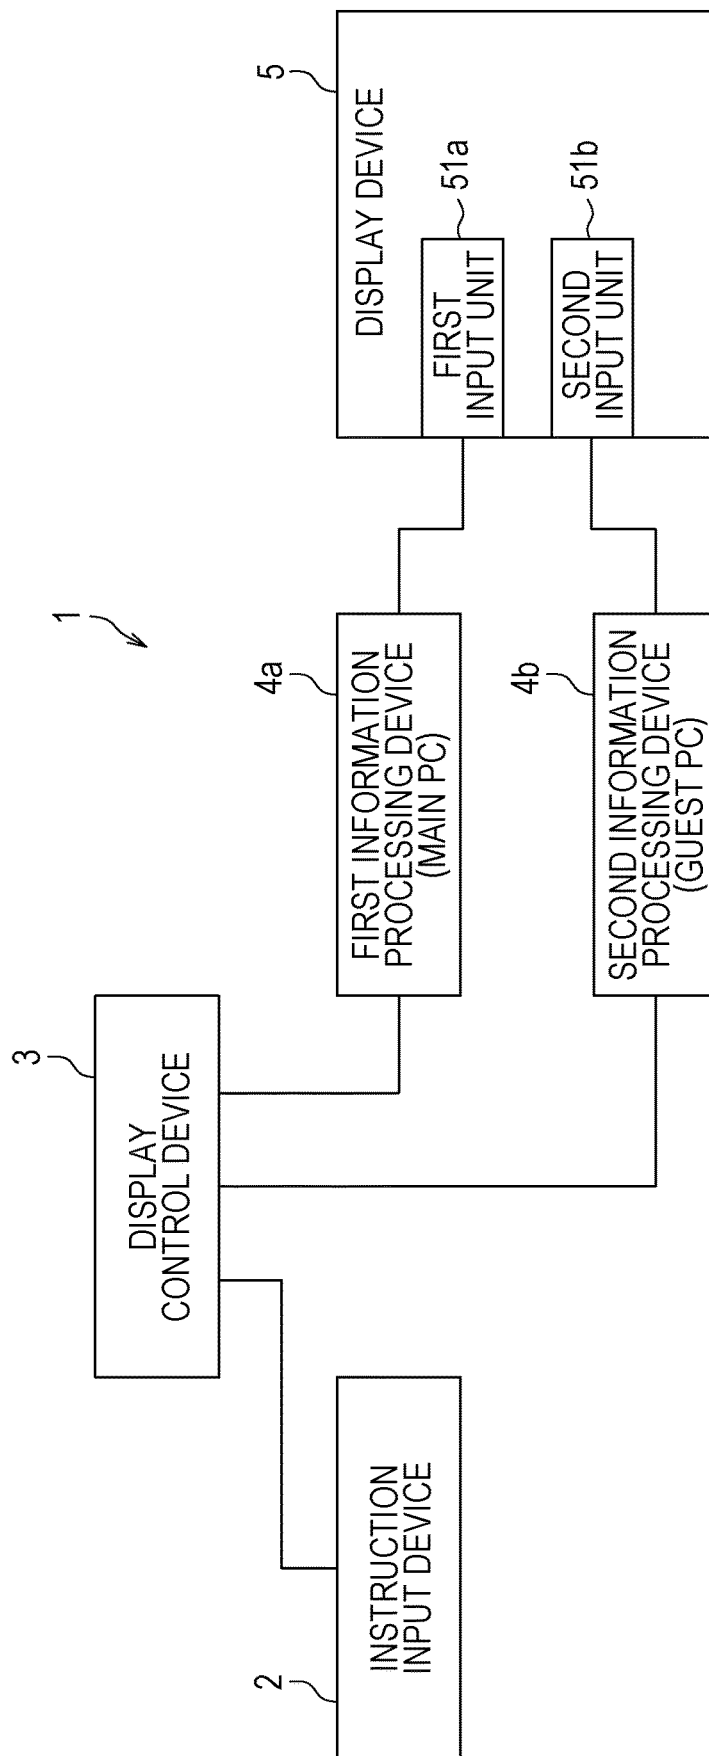 1
2
INSTRUCTION
INPUT DEVICE
3
DISPLAY
CONTROL DEVICE
4a
FIRST INFORMATION
PROCESSING DEVICE
(MAIN PC)
4b
SECOND INFORMATION
PROCESSING DEVICE
(GUEST PC)
5
DISPLAY DEVICE
51a
FIRST
INPUT UNIT
51b
SECOND
INPUT UNIT